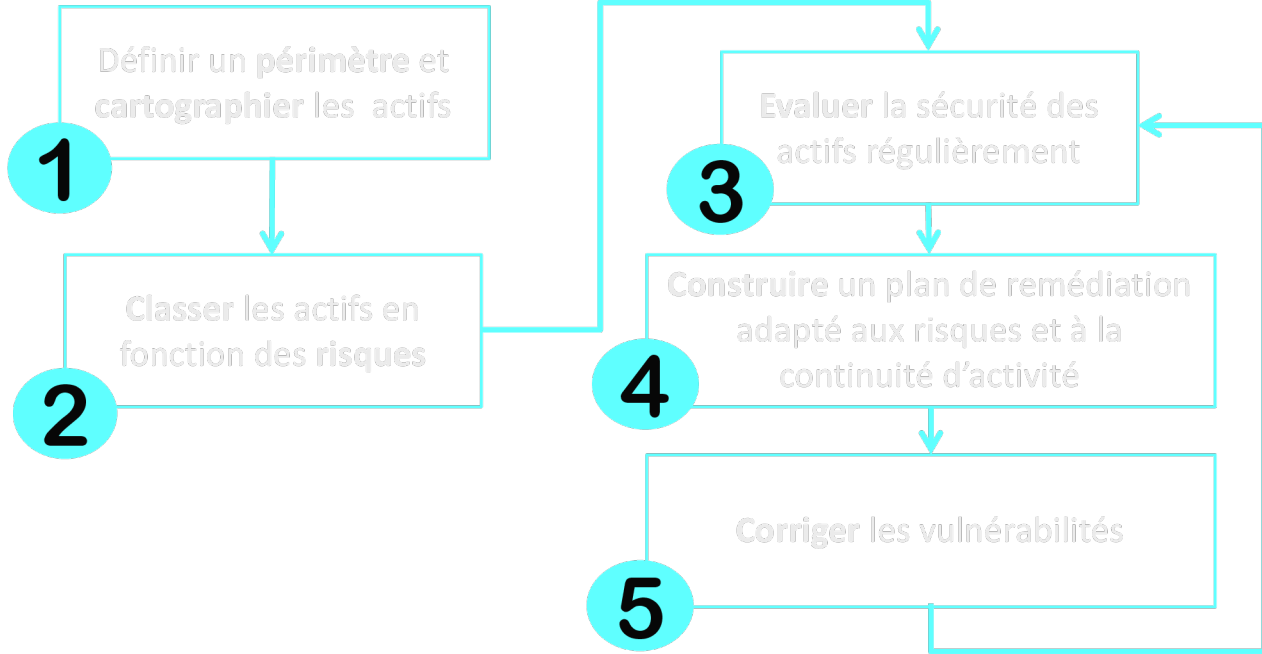 Définir un périmètre et
cartographier les actifs
1
Classer les actifs en
fonction des risques
2
Evaluer la sécurité des
actifs régulièrement
3
Construire un plan de remédiation
adapté aux risques et à la
continuité d’activité
4
Corriger les vulnérabilités
5